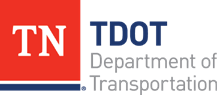 TN
TDOT
Department of
Transportation